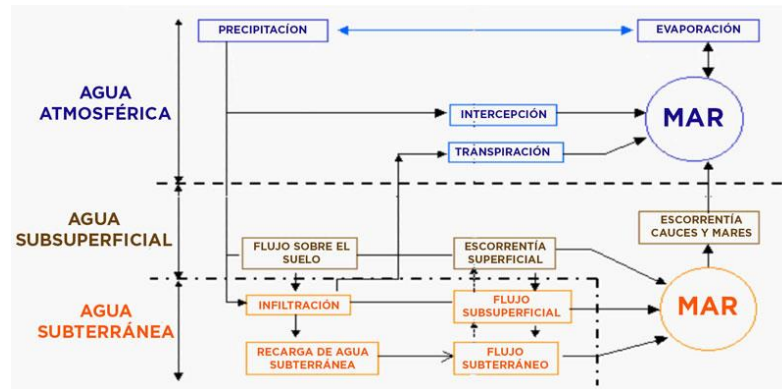 PRECIPITACÍON
EVAPORACIÓN
AGUA
ATMOSFÉRICA
INTERCEPCIÓN
MAR
TRANSPIRACIÓN
AGUA
SUBSUPERFICIAL
ESCORRENTÍA
CAUCES Y MARES
FLUJO SOBRE EL
SUELO
ESCORRENTÍA
SUPERFICIAL
AGUA
SUBTERRÁNEA
INFILTRACIÓN
FLUJO
SUBSUPERFICIAL
MAR
RECARGA DE AGUA
SUBTERRÁNEA
FLUJO
SUBTERRÁNEO